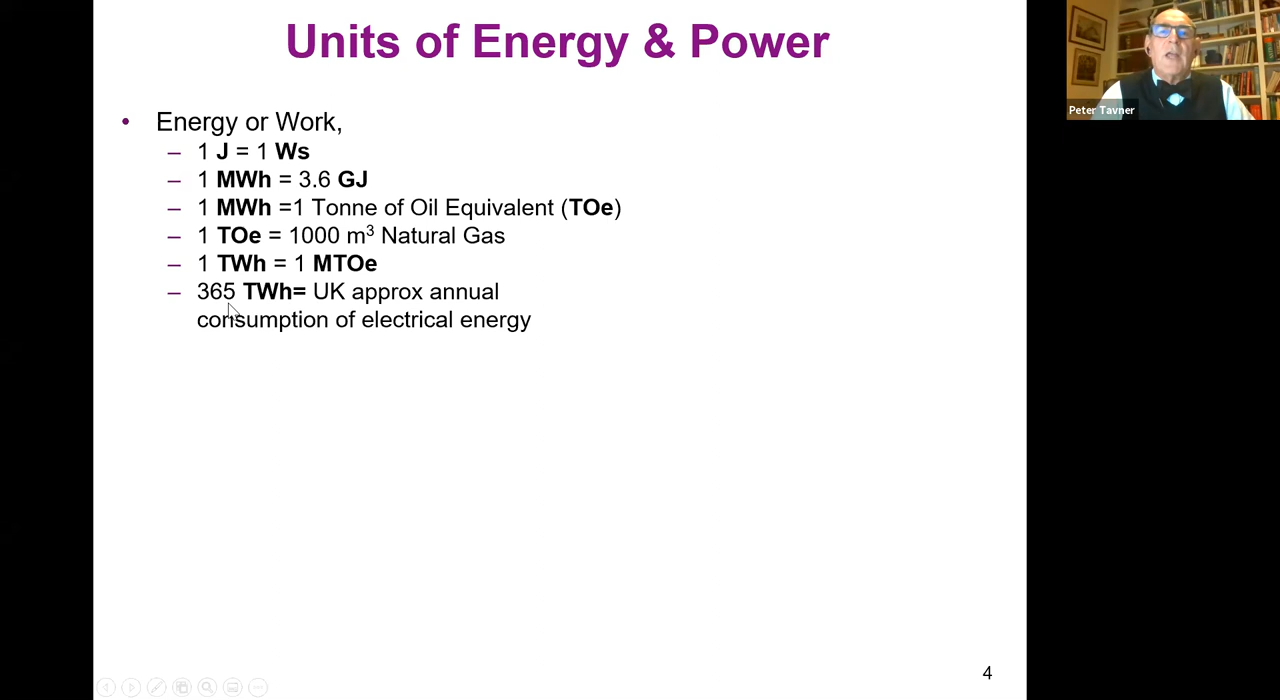 Units of Energy & Power
Peter Tavner
• Energy or Work,
– 1 J = 1 Ws
– 1 MWh = 3.6 GJ
– 1 MWh =1 Tonne of Oil Equivalent (TOe)
– 1 TOe = 1000 m³ Natural Gas
– 1 TWh = 1 MTOe
– 365 TWh= UK approx annual
consumption of electrical energy
4